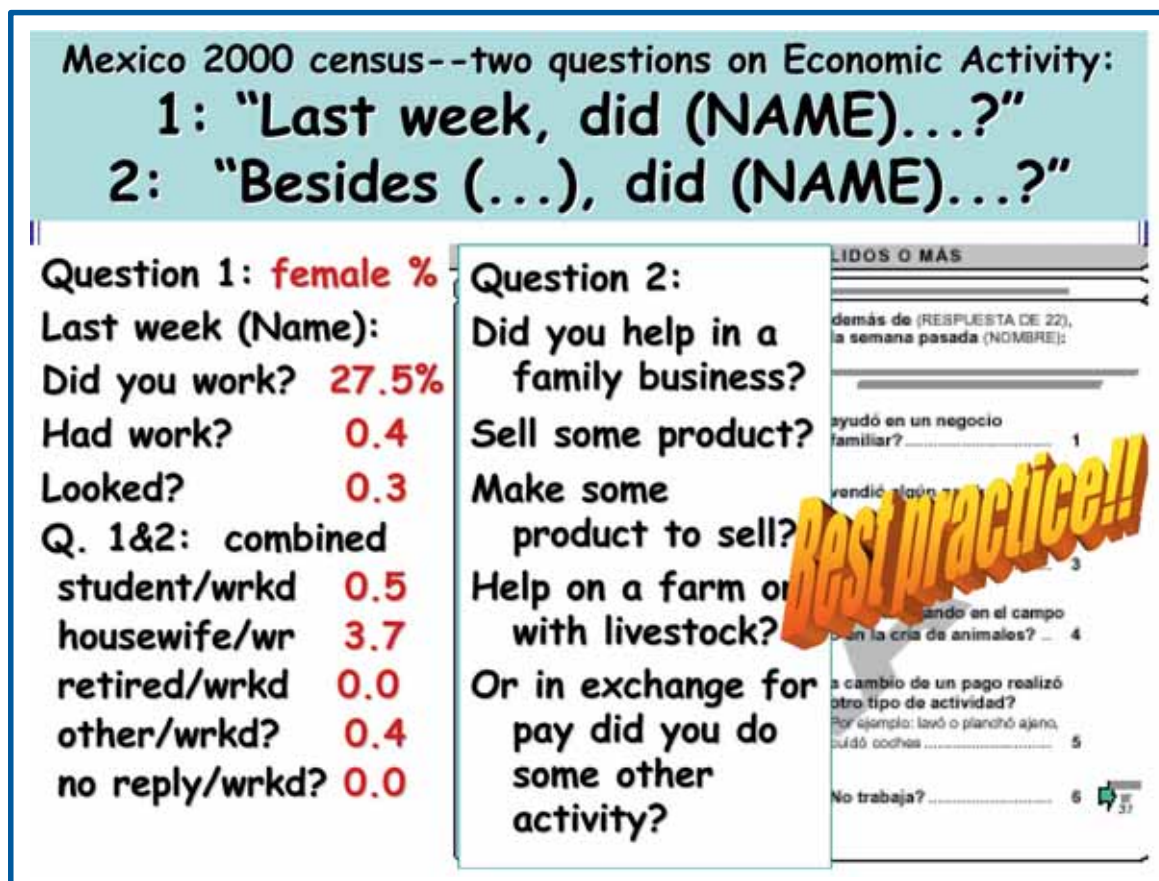 Mexico 2000 census--two questions on Economic Activity:
1: “Last week, did (NAME)...?”
2: “Besides (...), did (NAME)...?”
Question 1: female %
Last week (Name):
Did you work? 27.5%
Had work? 0.4
Looked? 0.3
Q. 1&2: combined
student/wrkd 0.5
housewife/wr 3.7
retired/wrkd 0.0
other/wrkd? 0.4
no reply/wrkd? 0.0
Question 2:
Did you help in a
family business?
Sell some product?
Make some
product to sell?
Help on a farm or
with livestock?
Or in exchange for
pay did you do
some other
activity?
LIDOS O MÁS
demás de (RESPUESTA DE 22),
la semana pasada (NOMBRE):
ayudó en un negocio
familiar? 1
vendió algún
Best practice!!
3
ando en el campo
o en la cría de animales? 4
a cambio de un pago realizó
otro tipo de actividad?
Por ejemplo: lavó o planchó ajeno,
cuidó coches 5
No trabaja? 6